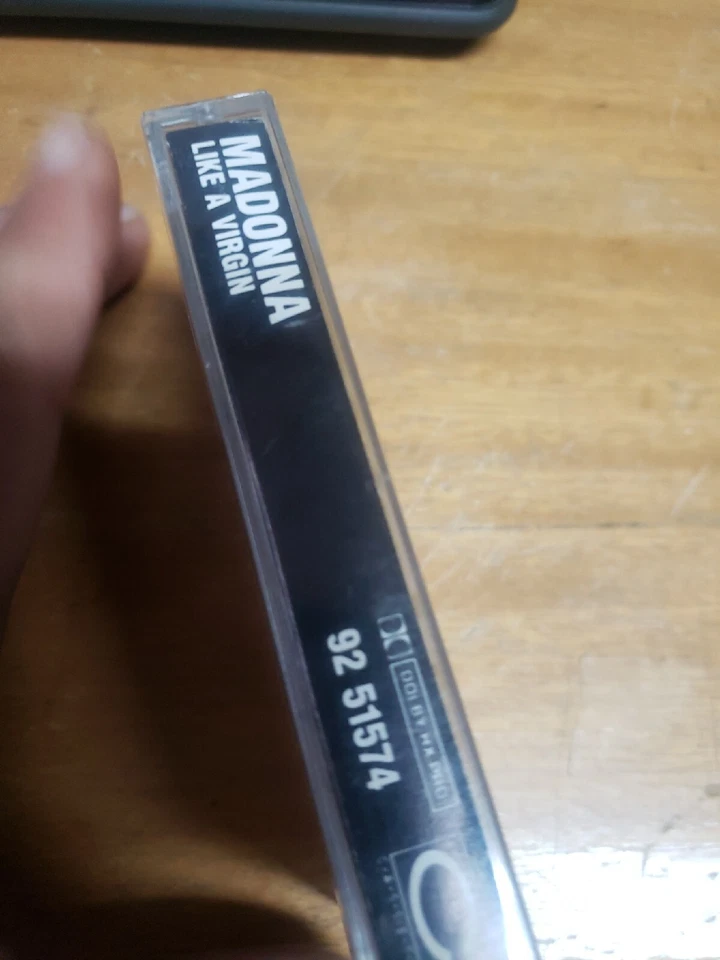 MADONNA
LIKE A VIRGIN
DOLBY HX PRO
92 51574